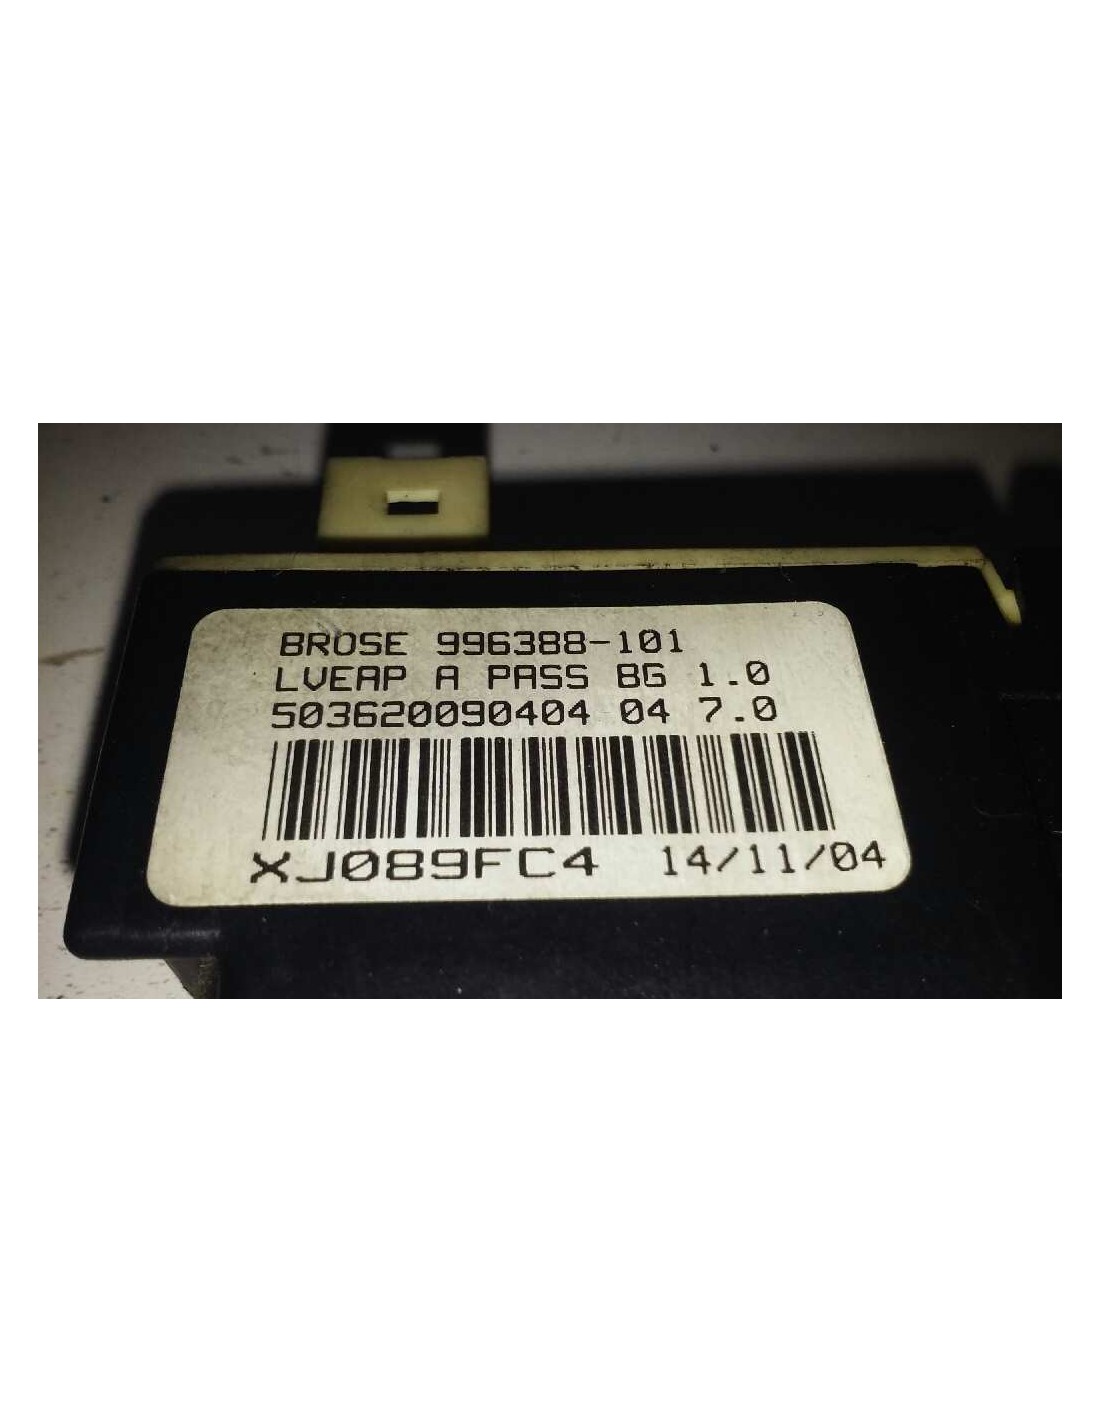 BROSE 996388-101
LVEAP A PASS BG 1.0
503620090404 04 7.0
XJ089FC4 14/11/04